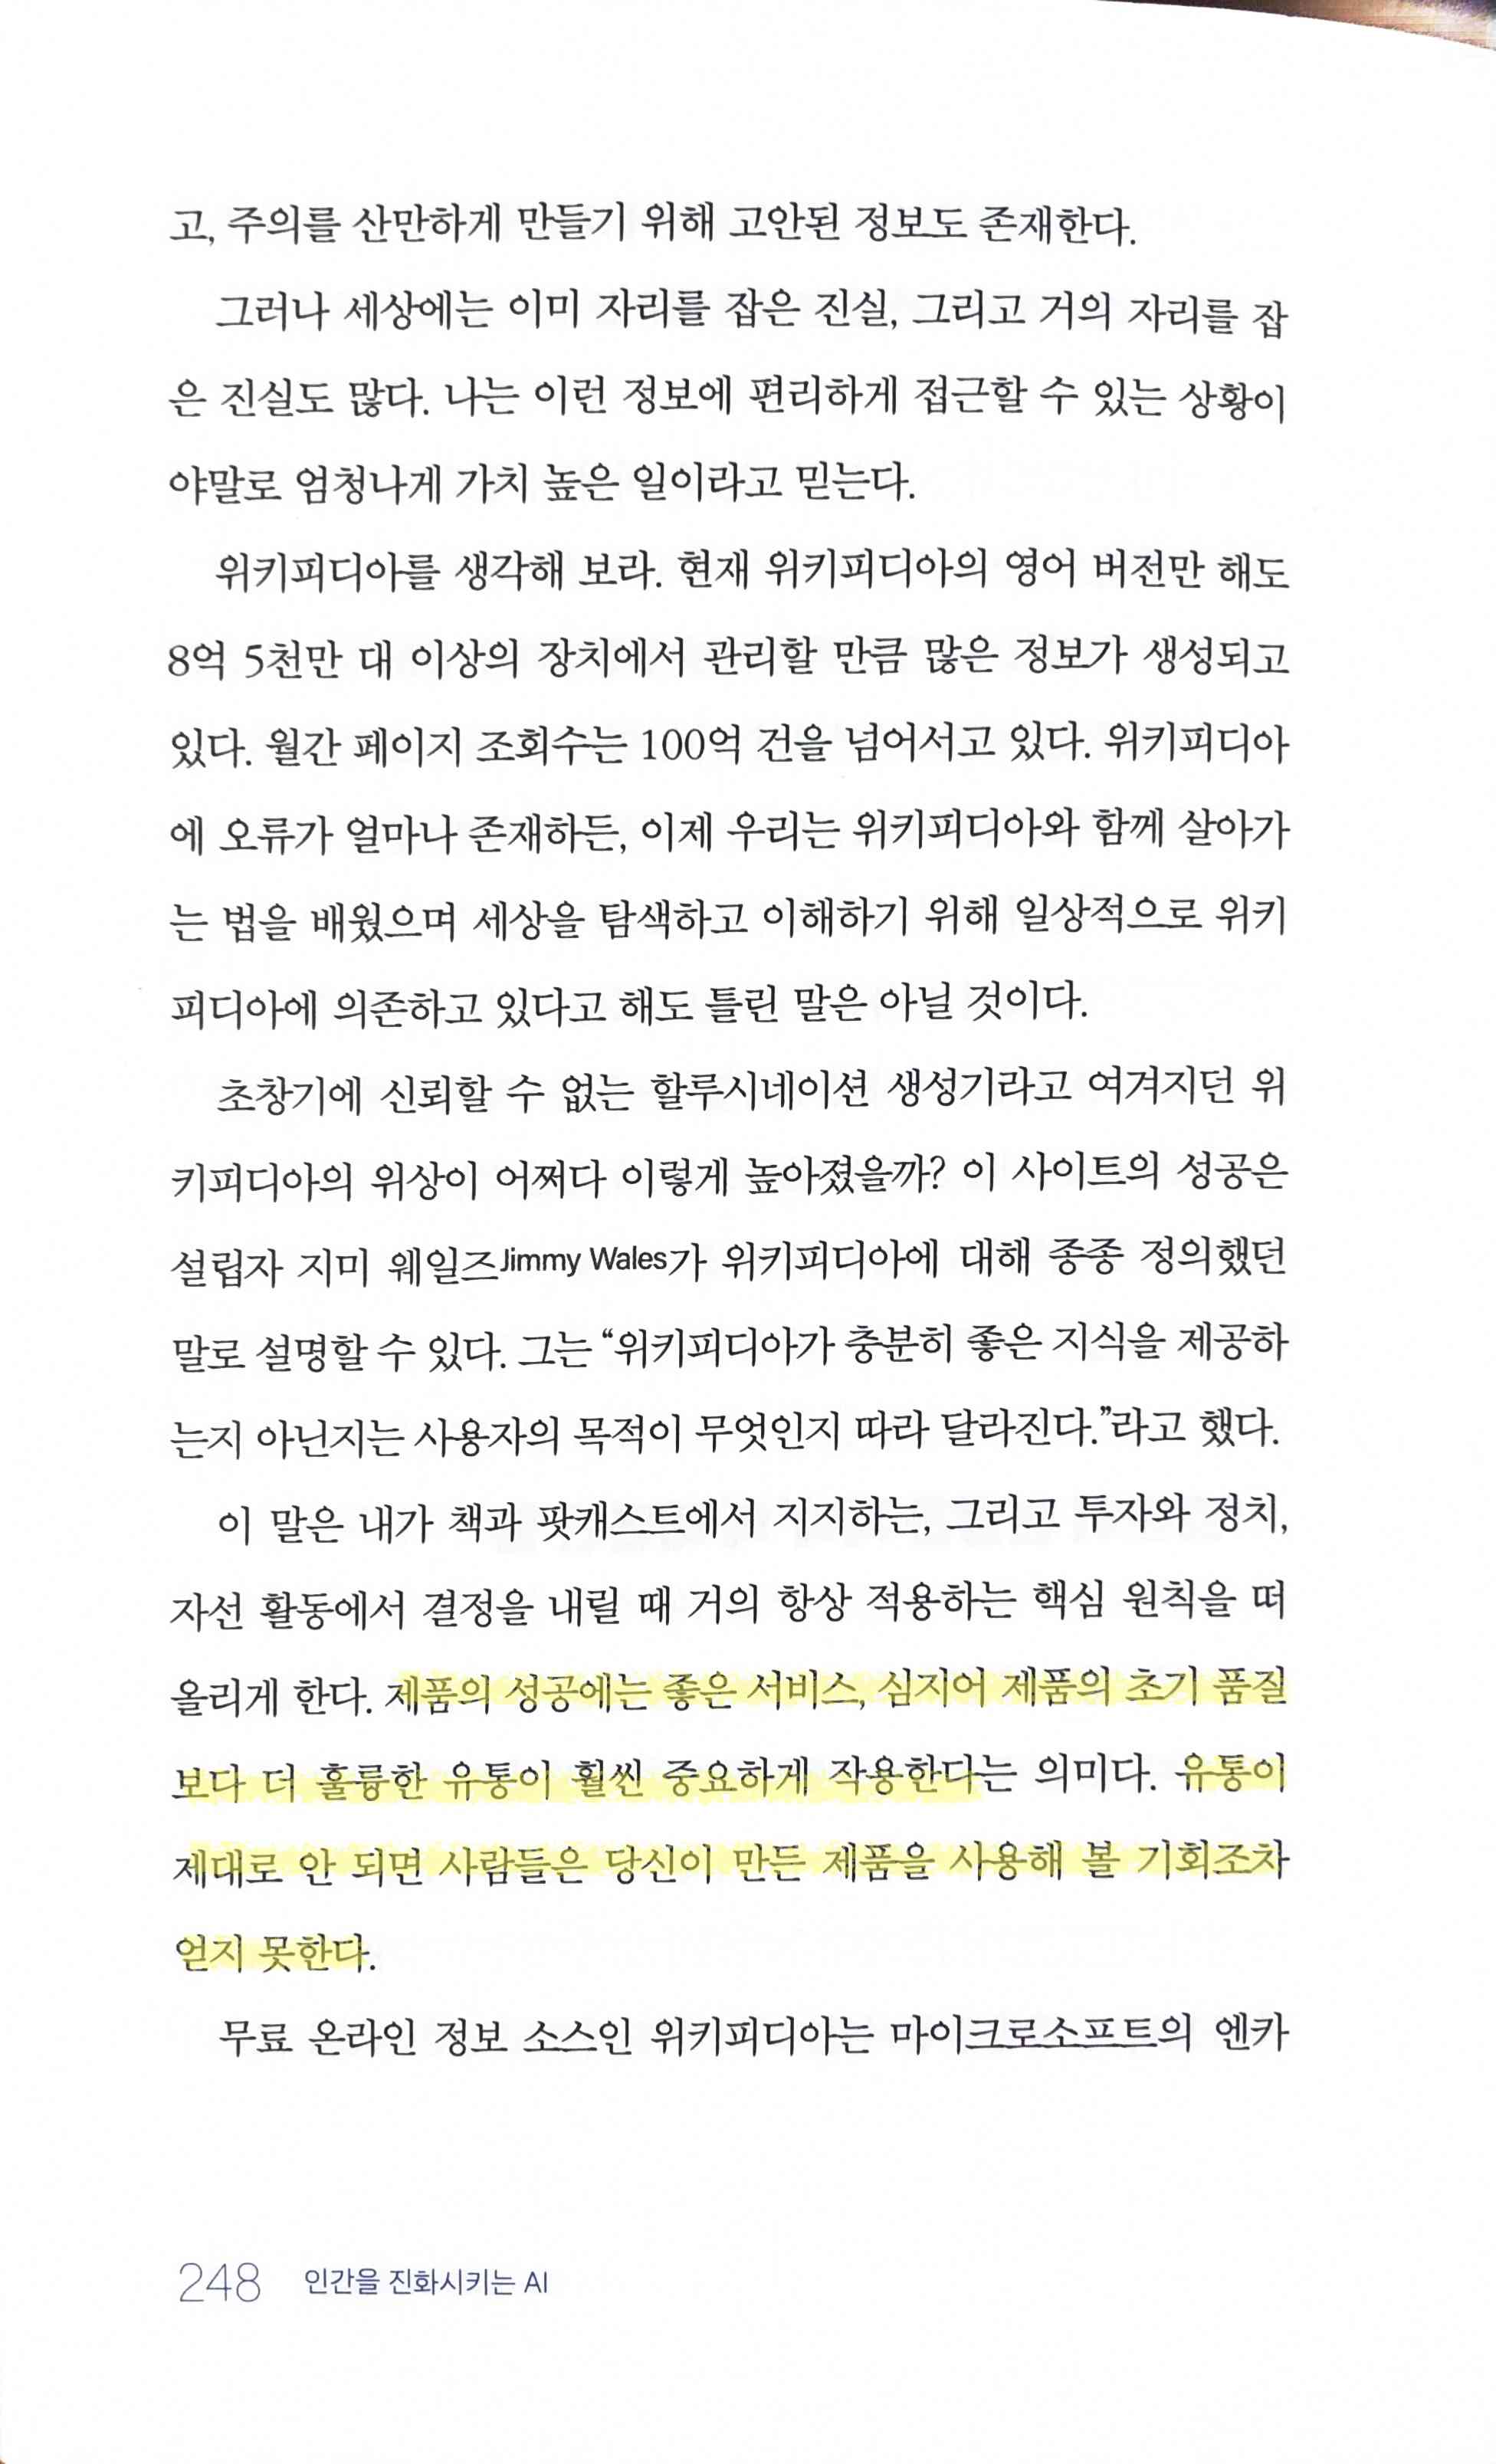 고, 주의를 산만하게 만들기 위해 고안된 정보도 존재한다.
그러나 세상에는 이미 자리를 잡은 진실, 그리고 거의 자리를 잡
은 진실도 많다. 나는 이런 정보에 편리하게 접근할 수 있는 상황이
야말로 엄청나게 가치 높은 일이라고 믿는다.
위키피디아를 생각해 보라. 현재 위키피디아의 영어 버전만 해도
8억 5천만 대 이상의 장치에서 관리할 만큼 많은 정보가 생성되고
있다. 월간 페이지 조회수는 100억 건을 넘어서고 있다. 위키피디아
에 오류가 얼마나 존재하든, 이제 우리는 위키피디아와 함께 살아가
는 법을 배웠으며 세상을 탐색하고 이해하기 위해 일상적으로 위키
피디아에 의존하고 있다고 해도 틀린 말은 아닐 것이다.
초창기에 신뢰할 수 없는 할루시네이션 생성기라고 여겨지던 위
키피디아의 위상이 어쩌다 이렇게 높아졌을까? 이 사이트의 성공은
설립자 지미 웨일즈Jimmy Wales가 위키피디아에 대해 종종 정의했던
말로 설명할 수 있다. 그는 “위키피디아가 충분히 좋은 지식을 제공하
는지 아닌지는 사용자의 목적이 무엇인지 따라 달라진다.”라고 했다.
이 말은 내가 책과 팟캐스트에서 지지하는, 그리고 투자와 정치,
자선 활동에서 결정을 내릴 때 거의 항상 적용하는 핵심 원칙을 떠
올리게 한다. 제품의 성공에는 좋은 서비스, 심지어 제품의 초기 품질
보다 더 훌륭한 유통이 훨씬 중요하게 작용한다는 의미다. 유통이
제대로 안 되면 사람들은 당신이 만든 제품을 사용해 볼 기회조차
얻지 못한다.
무료 온라인 정보 소스인 위키피디아는 마이크로소프트의 엔카
248 인간을 진화시키는 AI